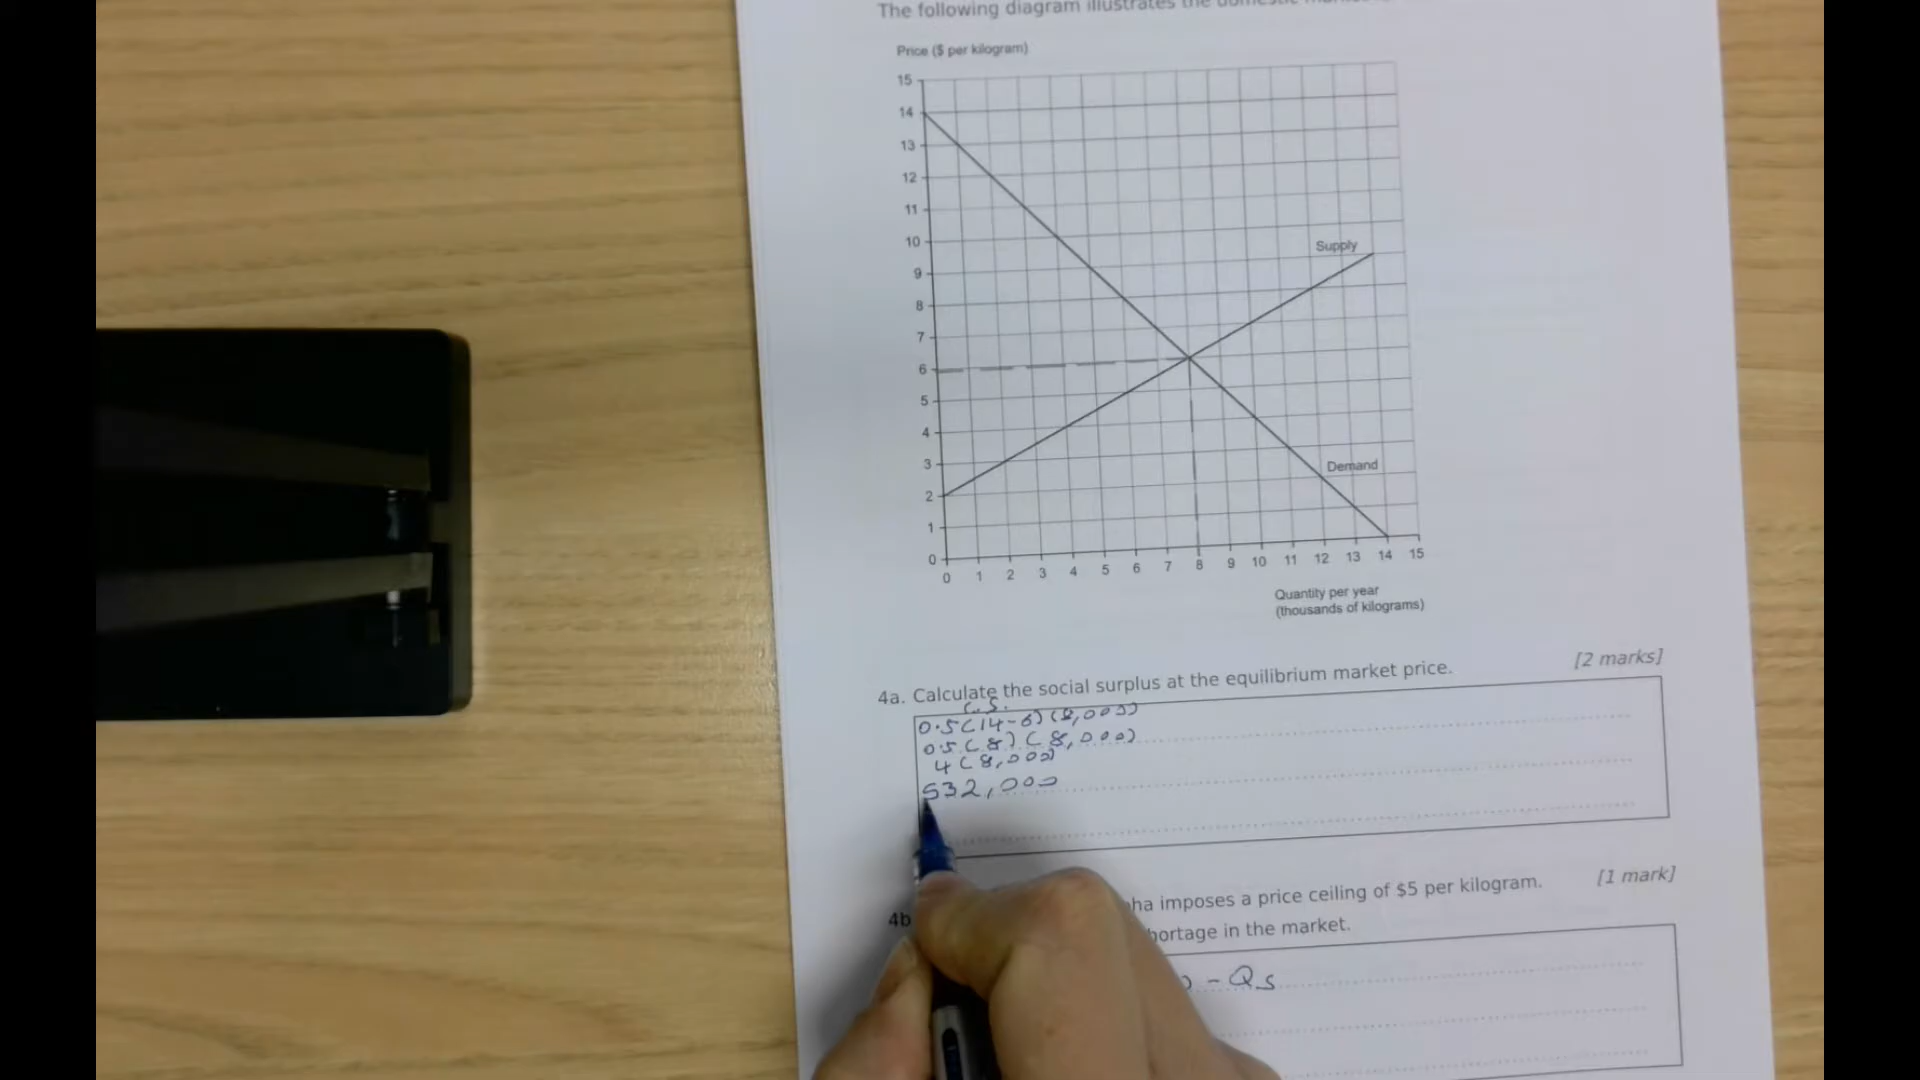 The following diagram illustrates the domestic
Price ($ per kilogram)
15
14
13
12
11
10
9
8
7
6
5
4
3
2
1
0
Supply
Demand
0 1 2 3 4 5 6 7 8 9 10 11 12 13 14 15
Quantity per year
(thousands of kilograms)
4a. Calculate the social surplus at the equilibrium market price. [2 marks]
C.S.
0.5(14-6)(8,000)
0.5(8)(8,000)
4(8,000)
$32,000
4b
imposes a price ceiling of $5 per kilogram. [1 mark]
in the market.
- Qs